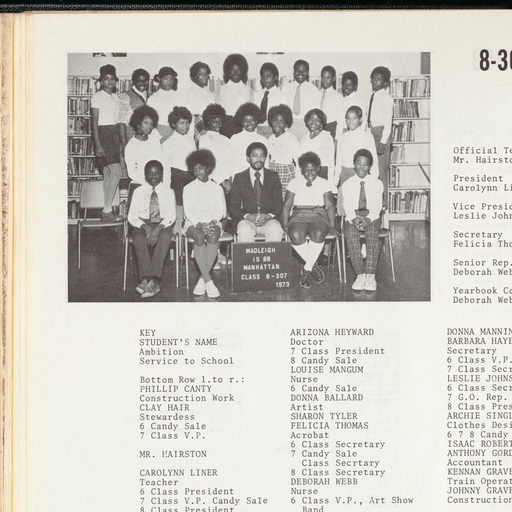 8-30
MADLEIGH
IS 88
MANHATTAN
CLASS 8-307
1973
Official Te
Mr. Hairsto
President
Carolynn Li
Vice Presid
Leslie John
Secretary
Felicia Tho
Senior Rep.
Deborah Web
Yearbook Co
Deborah Web
KEY
STUDENT'S NAME
Ambition
Service to School
Bottom Row l.to r.:
PHILLIP CANTY
Construction Work
CLAY HAIR
Stewardess
6 Candy Sale
7 Class V.P.
MR. HAIRSTON
CAROLYNN LINER
Teacher
6 Class President
7 Class V.P. Candy Sale
8 Class President
ARIZONA HEYWARD
Doctor
7 Class President
8 Candy Sale
LOUISE MANGUM
Nurse
6 Candy Sale
DONNA BALLARD
Artist
SHARON TYLER
FELICIA THOMAS
Acrobat
6 Class Secretary
7 Candy Sale
Class Secrtary
8 Class Secretary
DEBORAH WEBB
Nurse
6 Class V.P., Art Show
Band
DONNA MANNIN
BARBARA HAYE
Secretary
6 Class V.P.
7 Class Secr
LESLIE JOHNS
6 Class Secr
7 G.O. Rep.
8 Class Pres
ARCHIE SINGL
Clothes Desi
6 7 8 Candy
ISAAC ROBERT
ANTHONY GORD
Accountant
KENNAN GRAVE
Train Operat
JOHNNY GRAVE
Construction